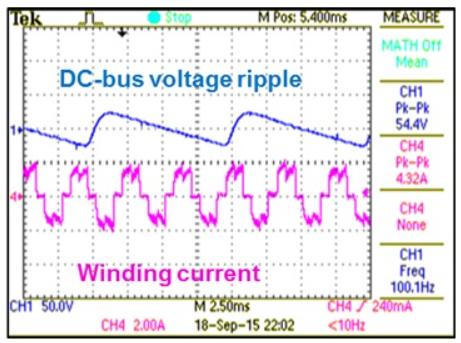 Tek Stop M Pos: 5.400ms MEASURE
MATH Off
Mean
DC-bus voltage ripple
CH1
Pk-Pk
54.4V
1
CH4
Pk-Pk
4.32A
4
CH4
None
Winding current
CH1
Freq
100.1Hz
CH1 50.0V M 2.50ms CH4 240mA
CH4 2.00A 18-Sep-15 22:02 <10Hz